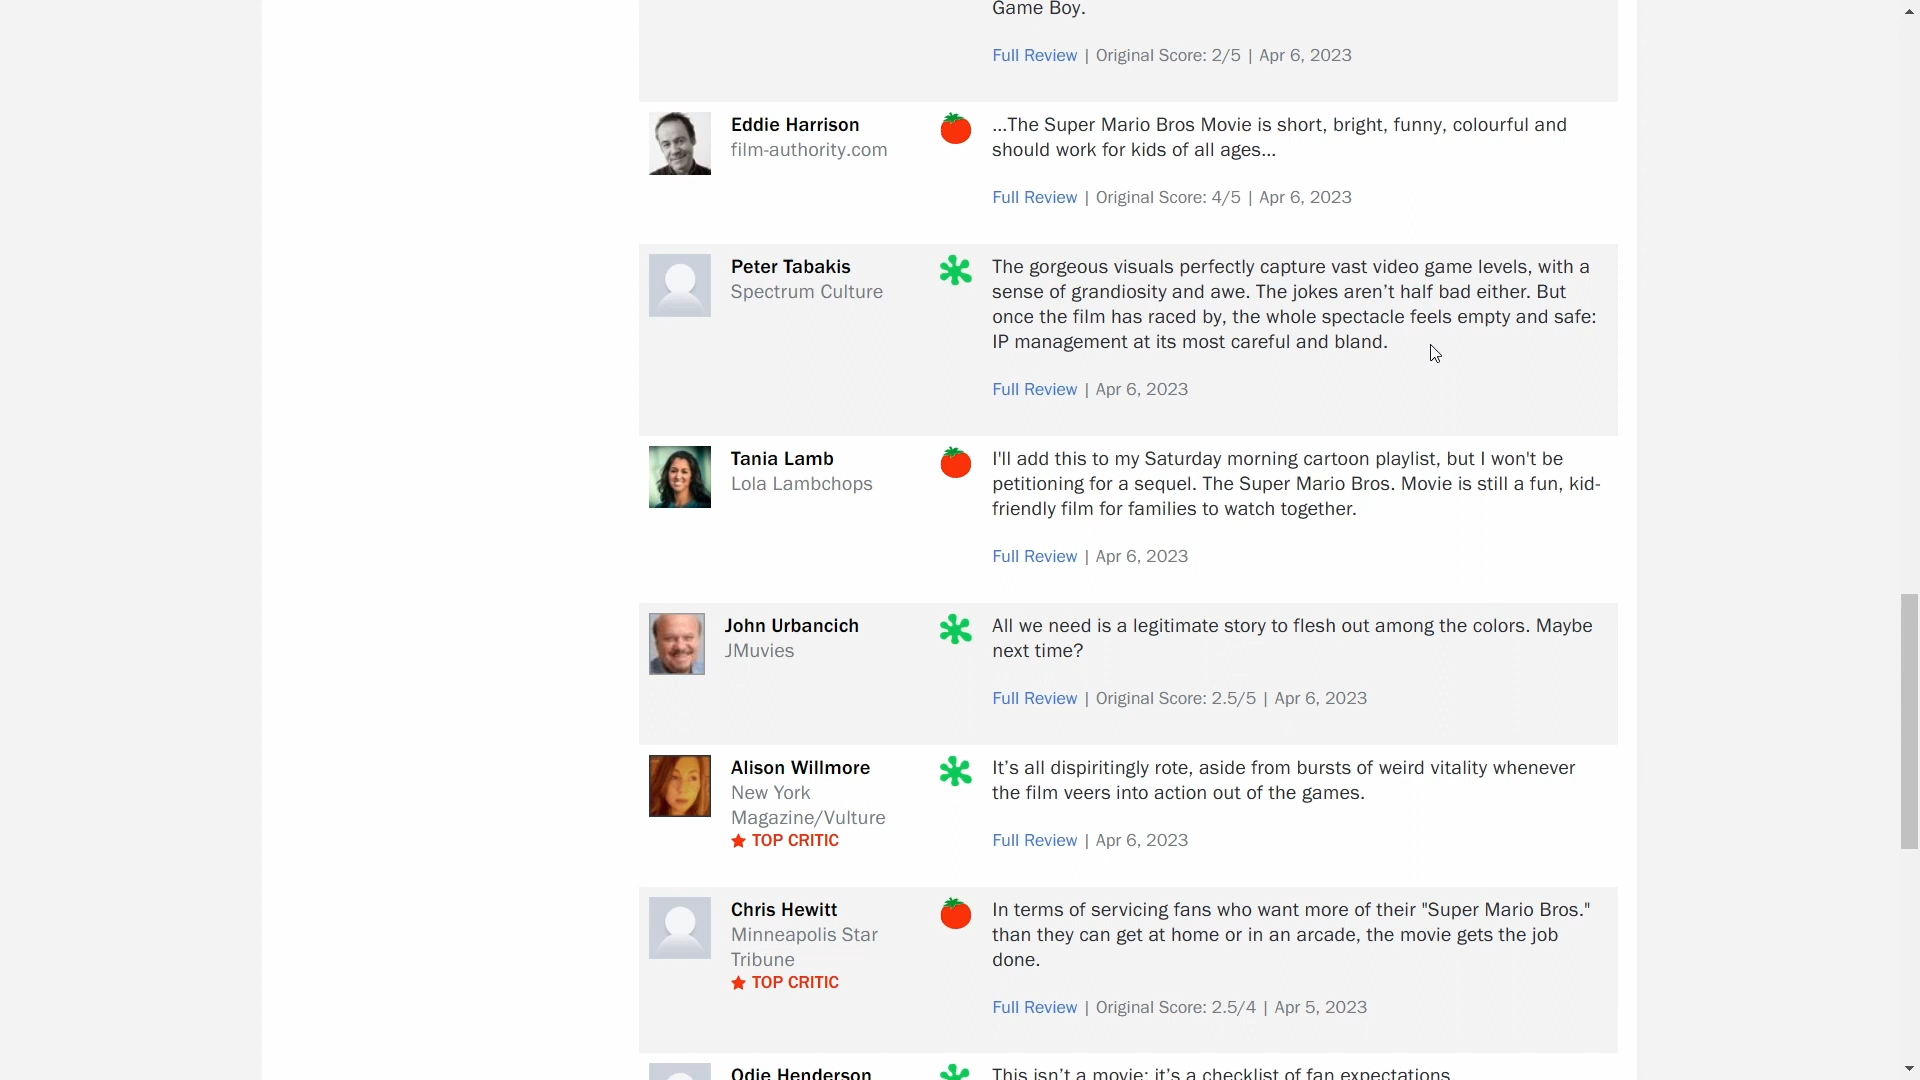 Game Boy.
Full Review | Original Score: 2/5 | Apr 6, 2023
Eddie Harrison
film-authority.com
...The Super Mario Bros Movie is short, bright, funny, colourful and
should work for kids of all ages...
Full Review | Original Score: 4/5 | Apr 6, 2023
Peter Tabakis
Spectrum Culture
The gorgeous visuals perfectly capture vast video game levels, with a
sense of grandiosity and awe. The jokes aren’t half bad either. But
once the film has raced by, the whole spectacle feels empty and safe:
IP management at its most careful and bland.
Full Review | Apr 6, 2023
Tania Lamb
Lola Lambchops
I'll add this to my Saturday morning cartoon playlist, but I won't be
petitioning for a sequel. The Super Mario Bros. Movie is still a fun, kid-
friendly film for families to watch together.
Full Review | Apr 6, 2023
John Urbancich
JMuvies
All we need is a legitimate story to flesh out among the colors. Maybe
next time?
Full Review | Original Score: 2.5/5 | Apr 6, 2023
Alison Willmore
New York
Magazine/Vulture
TOP CRITIC
It’s all dispiritingly rote, aside from bursts of weird vitality whenever
the film veers into action out of the games.
Full Review | Apr 6, 2023
Chris Hewitt
Minneapolis Star
Tribune
TOP CRITIC
In terms of servicing fans who want more of their "Super Mario Bros."
than they can get at home or in an arcade, the movie gets the job
done.
Full Review | Original Score: 2.5/4 | Apr 5, 2023
Odie Henderson
This isn’t a movie; it’s a checklist of fan expectations.